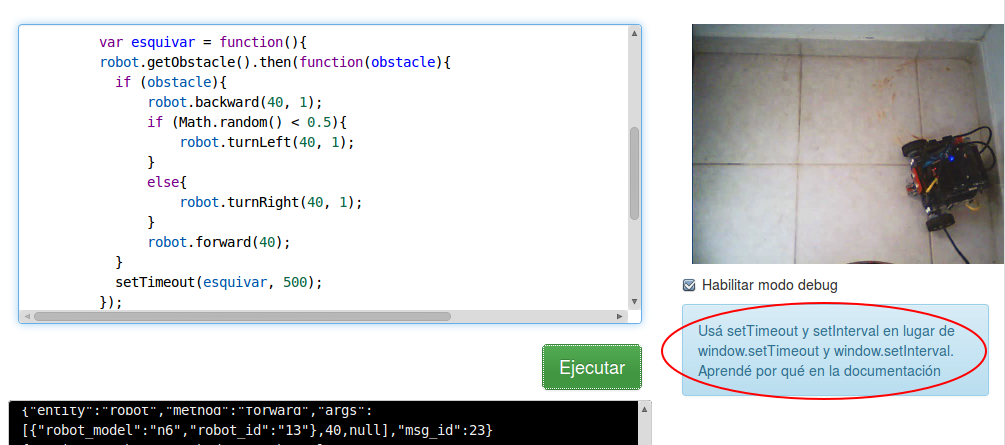 var esquivar = function(){
robot.getObstacle().then(function(obstacle){
if (obstacle){
robot.backward(40, 1);
if (Math.random() < 0.5){
robot.turnLeft(40, 1);
}
else{
robot.turnRight(40, 1);
}
robot.forward(40);
}
setTimeout(esquivar, 500);
});
Habilitar modo debug
Usá setTimeout y setInterval en lugar de
window.setTimeout y window.setInterval.
Aprendé por qué en la documentación
Ejecutar
{"entity":"robot","method":"forward","args":
[{"robot_model":"n6","robot_id":"13"},40,null],"msg_id":23}